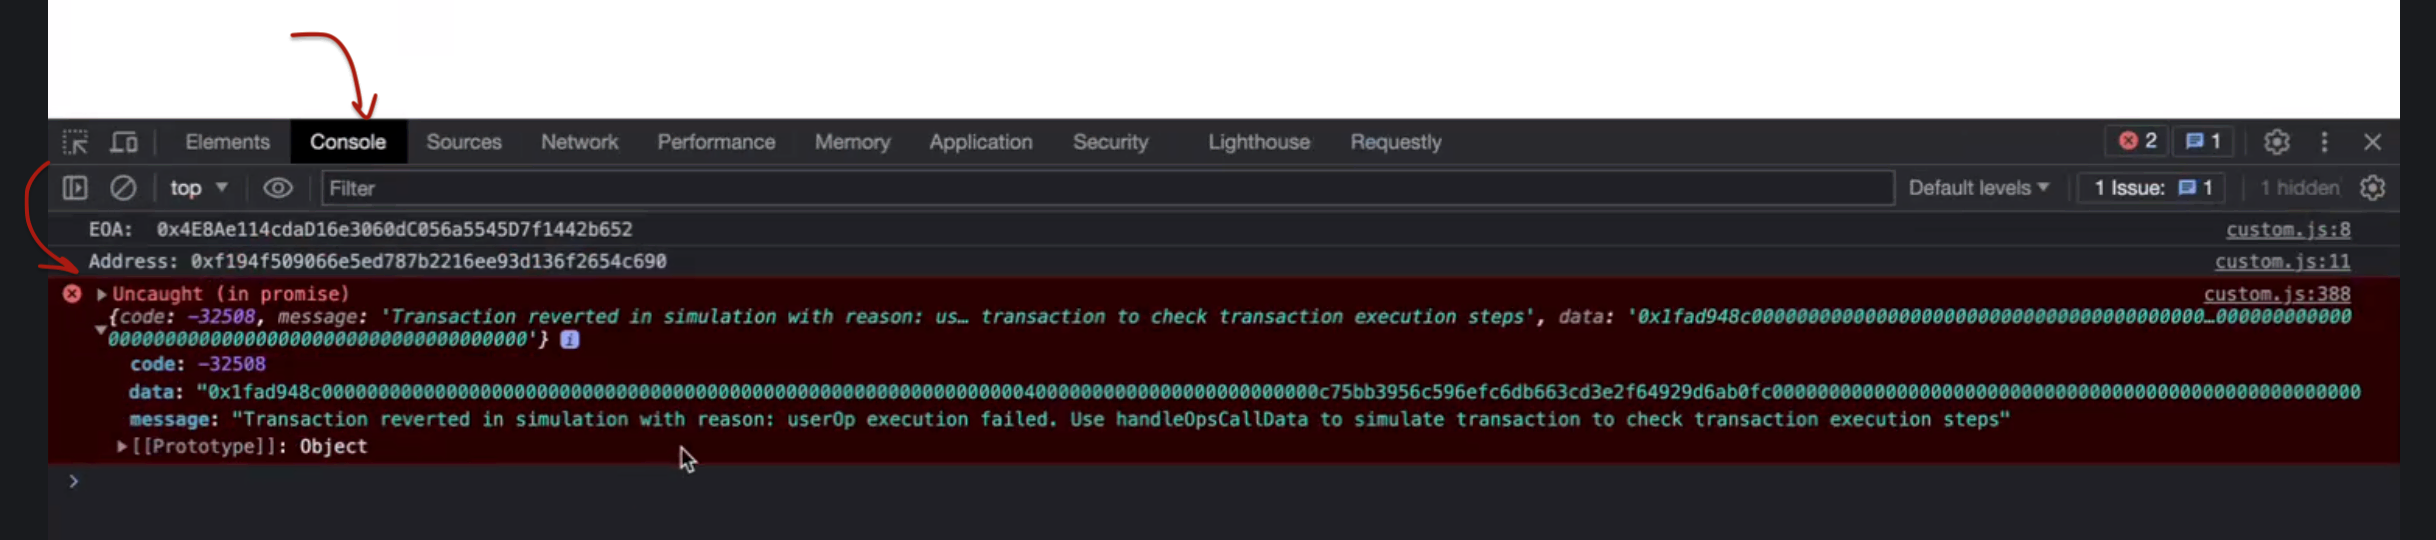 Elements Console Sources Network Performance Memory Application Security Lighthouse Requestly 2 1
top Filter Default levels 1 Issue: 1 1 hidden
EOA: 0x4E8Ae114cdaD16e3060dC056a5545D7f1442b652 custom.js:8
Address: 0xf194f509066e5ed787b2216ee93d136f2654c690 custom.js:11
Uncaught (in promise) custom.js:388
{code: -32508, message: 'Transaction reverted in simulation with reason: us… transaction to check transaction execution steps', data:
code: -32508
data:
message: "Transaction reverted in simulation with reason: userOp execution failed. Use handleOpsCallData to simulate transaction to check transaction execution steps"
[[Prototype]]: Object